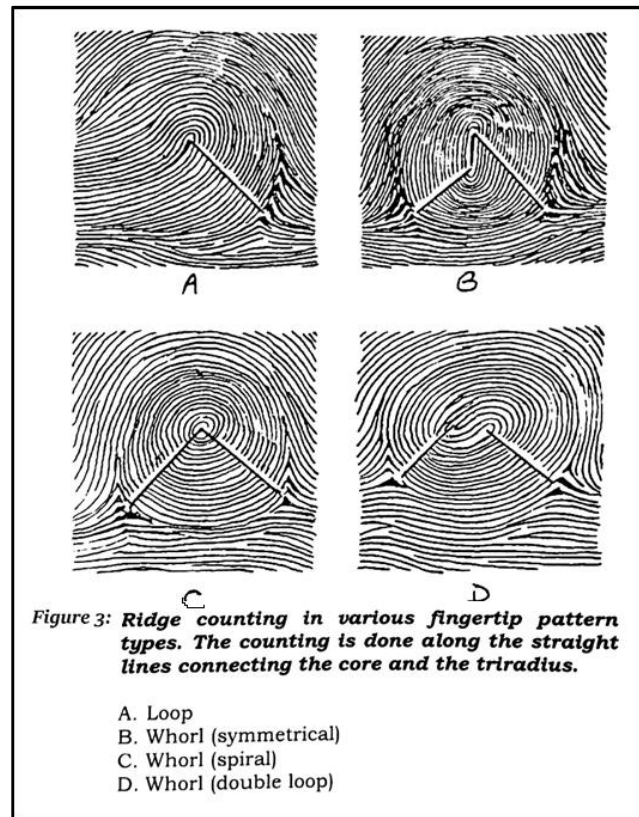 A
B
C
D
Figure 3: Ridge counting in various fingertip pattern
types. The counting is done along the straight
lines connecting the core and the triradius.
A. Loop
B. Whorl (symmetrical)
C. Whorl (spiral)
D. Whorl (double loop)